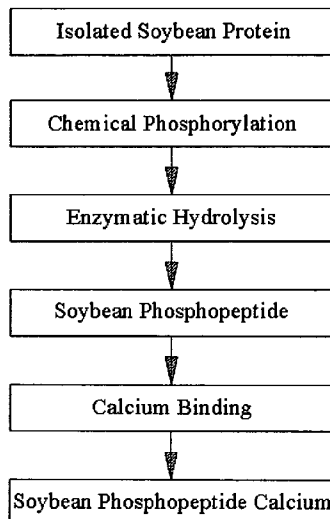 Isolated Soybean Protein
Chemical Phosphorylation
Enzymatic Hydrolysis
Soybean Phosphopeptide
Calcium Binding
Soybean Phosphopeptide Calcium